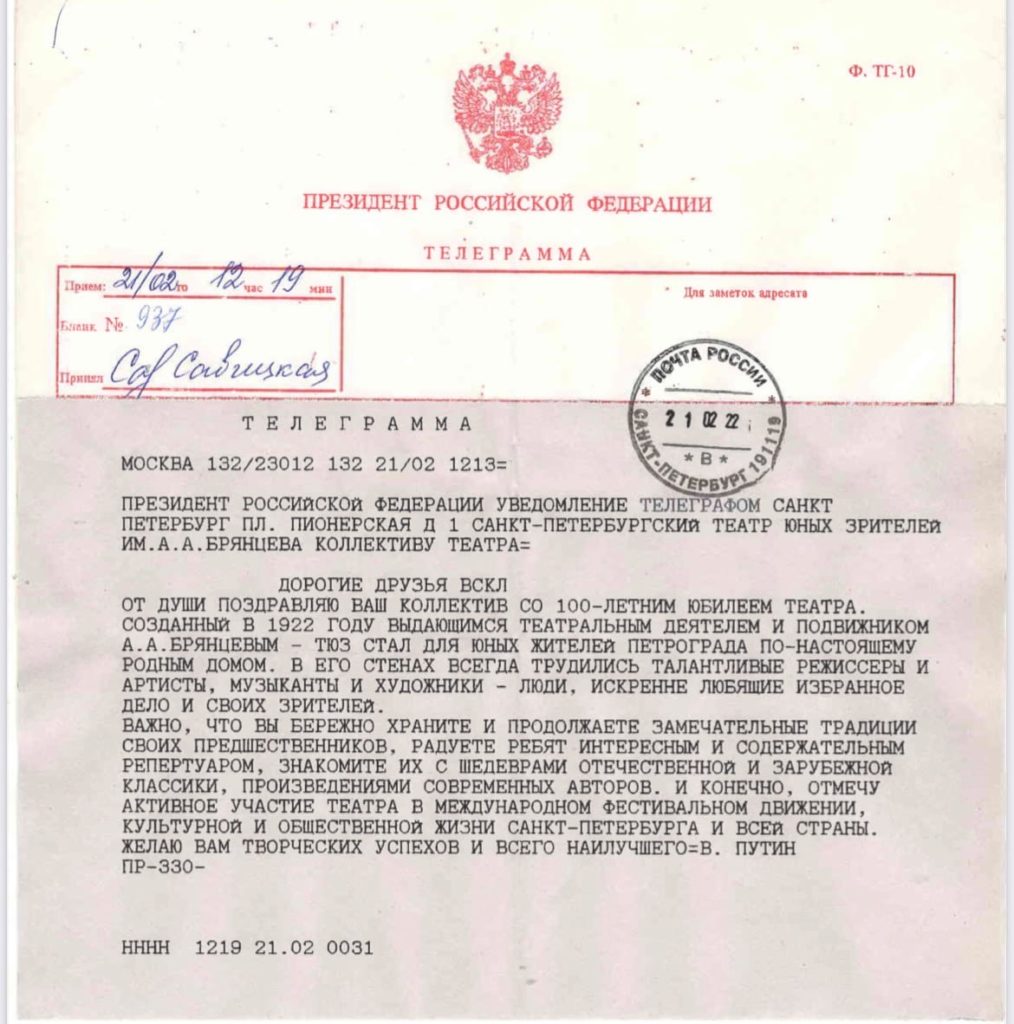 Ф. ТГ-10
ПРЕЗИДЕНТ РОССИЙСКОЙ ФЕДЕРАЦИИ
ТЕЛЕГРАММА
Прием: 21/02 го 12 час 19 мин
Для заметок адресата
Бланк № 937
Принял Сав Савицкая
ПОЧТА РОССИИ
21 02 22
* В *
САНКТ-ПЕТЕРБУРГ 191119
ТЕЛЕГРАММА
МОСКВА 132/23012 132 21/02 1213=
ПРЕЗИДЕНТ РОССИЙСКОЙ ФЕДЕРАЦИИ УВЕДОМЛЕНИЕ ТЕЛЕГРАФОМ САНКТ
ПЕТЕРБУРГ ПЛ. ПИОНЕРСКАЯ Д 1 САНКТ-ПЕТЕРБУРГСКИЙ ТЕАТР ЮНЫХ ЗРИТЕЛЕЙ
ИМ.А.А.БРЯНЦЕВА КОЛЛЕКТИВУ ТЕАТРА=
ДОРОГИЕ ДРУЗЬЯ ВСКЛ
ОТ ДУШИ ПОЗДРАВЛЯЮ ВАШ КОЛЛЕКТИВ СО 100-ЛЕТНИМ ЮБИЛЕЕМ ТЕАТРА.
СОЗДАННЫЙ В 1922 ГОДУ ВЫДАЮЩИМСЯ ТЕАТРАЛЬНЫМ ДЕЯТЕЛЕМ И ПОДВИЖНИКОМ
А.А.БРЯНЦЕВЫМ - ТЮЗ СТАЛ ДЛЯ ЮНЫХ ЖИТЕЛЕЙ ПЕТРОГРАДА ПО-НАСТОЯЩЕМУ
РОДНЫМ ДОМОМ. В ЕГО СТЕНАХ ВСЕГДА ТРУДИЛИСЬ ТАЛАНТЛИВЫЕ РЕЖИССЕРЫ И
АРТИСТЫ, МУЗЫКАНТЫ И ХУДОЖНИКИ - ЛЮДИ, ИСКРЕННЕ ЛЮБЯЩИЕ ИЗБРАННОЕ
ДЕЛО И СВОИХ ЗРИТЕЛЕЙ.
ВАЖНО, ЧТО ВЫ БЕРЕЖНО ХРАНИТЕ И ПРОДОЛЖАЕТЕ ЗАМЕЧАТЕЛЬНЫЕ ТРАДИЦИИ
СВОИХ ПРЕДШЕСТВЕННИКОВ, РАДУЕТЕ РЕБЯТ ИНТЕРЕСНЫМ И СОДЕРЖАТЕЛЬНЫМ
РЕПЕРТУАРОМ, ЗНАКОМИТЕ ИХ С ШЕДЕВРАМИ ОТЕЧЕСТВЕННОЙ И ЗАРУБЕЖНОЙ
КЛАССИКИ, ПРОИЗВЕДЕНИЯМИ СОВРЕМЕННЫХ АВТОРОВ. И КОНЕЧНО, ОТМЕЧУ
АКТИВНОЕ УЧАСТИЕ ТЕАТРА В МЕЖДУНАРОДНОМ ФЕСТИВАЛЬНОМ ДВИЖЕНИИ,
КУЛЬТУРНОЙ И ОБЩЕСТВЕННОЙ ЖИЗНИ САНКТ-ПЕТЕРБУРГА И ВСЕЙ СТРАНЫ.
ЖЕЛАЮ ВАМ ТВОРЧЕСКИХ УСПЕХОВ И ВСЕГО НАИЛУЧШЕГО=В. ПУТИН
ПР-330-
НННН 1219 21.02 0031